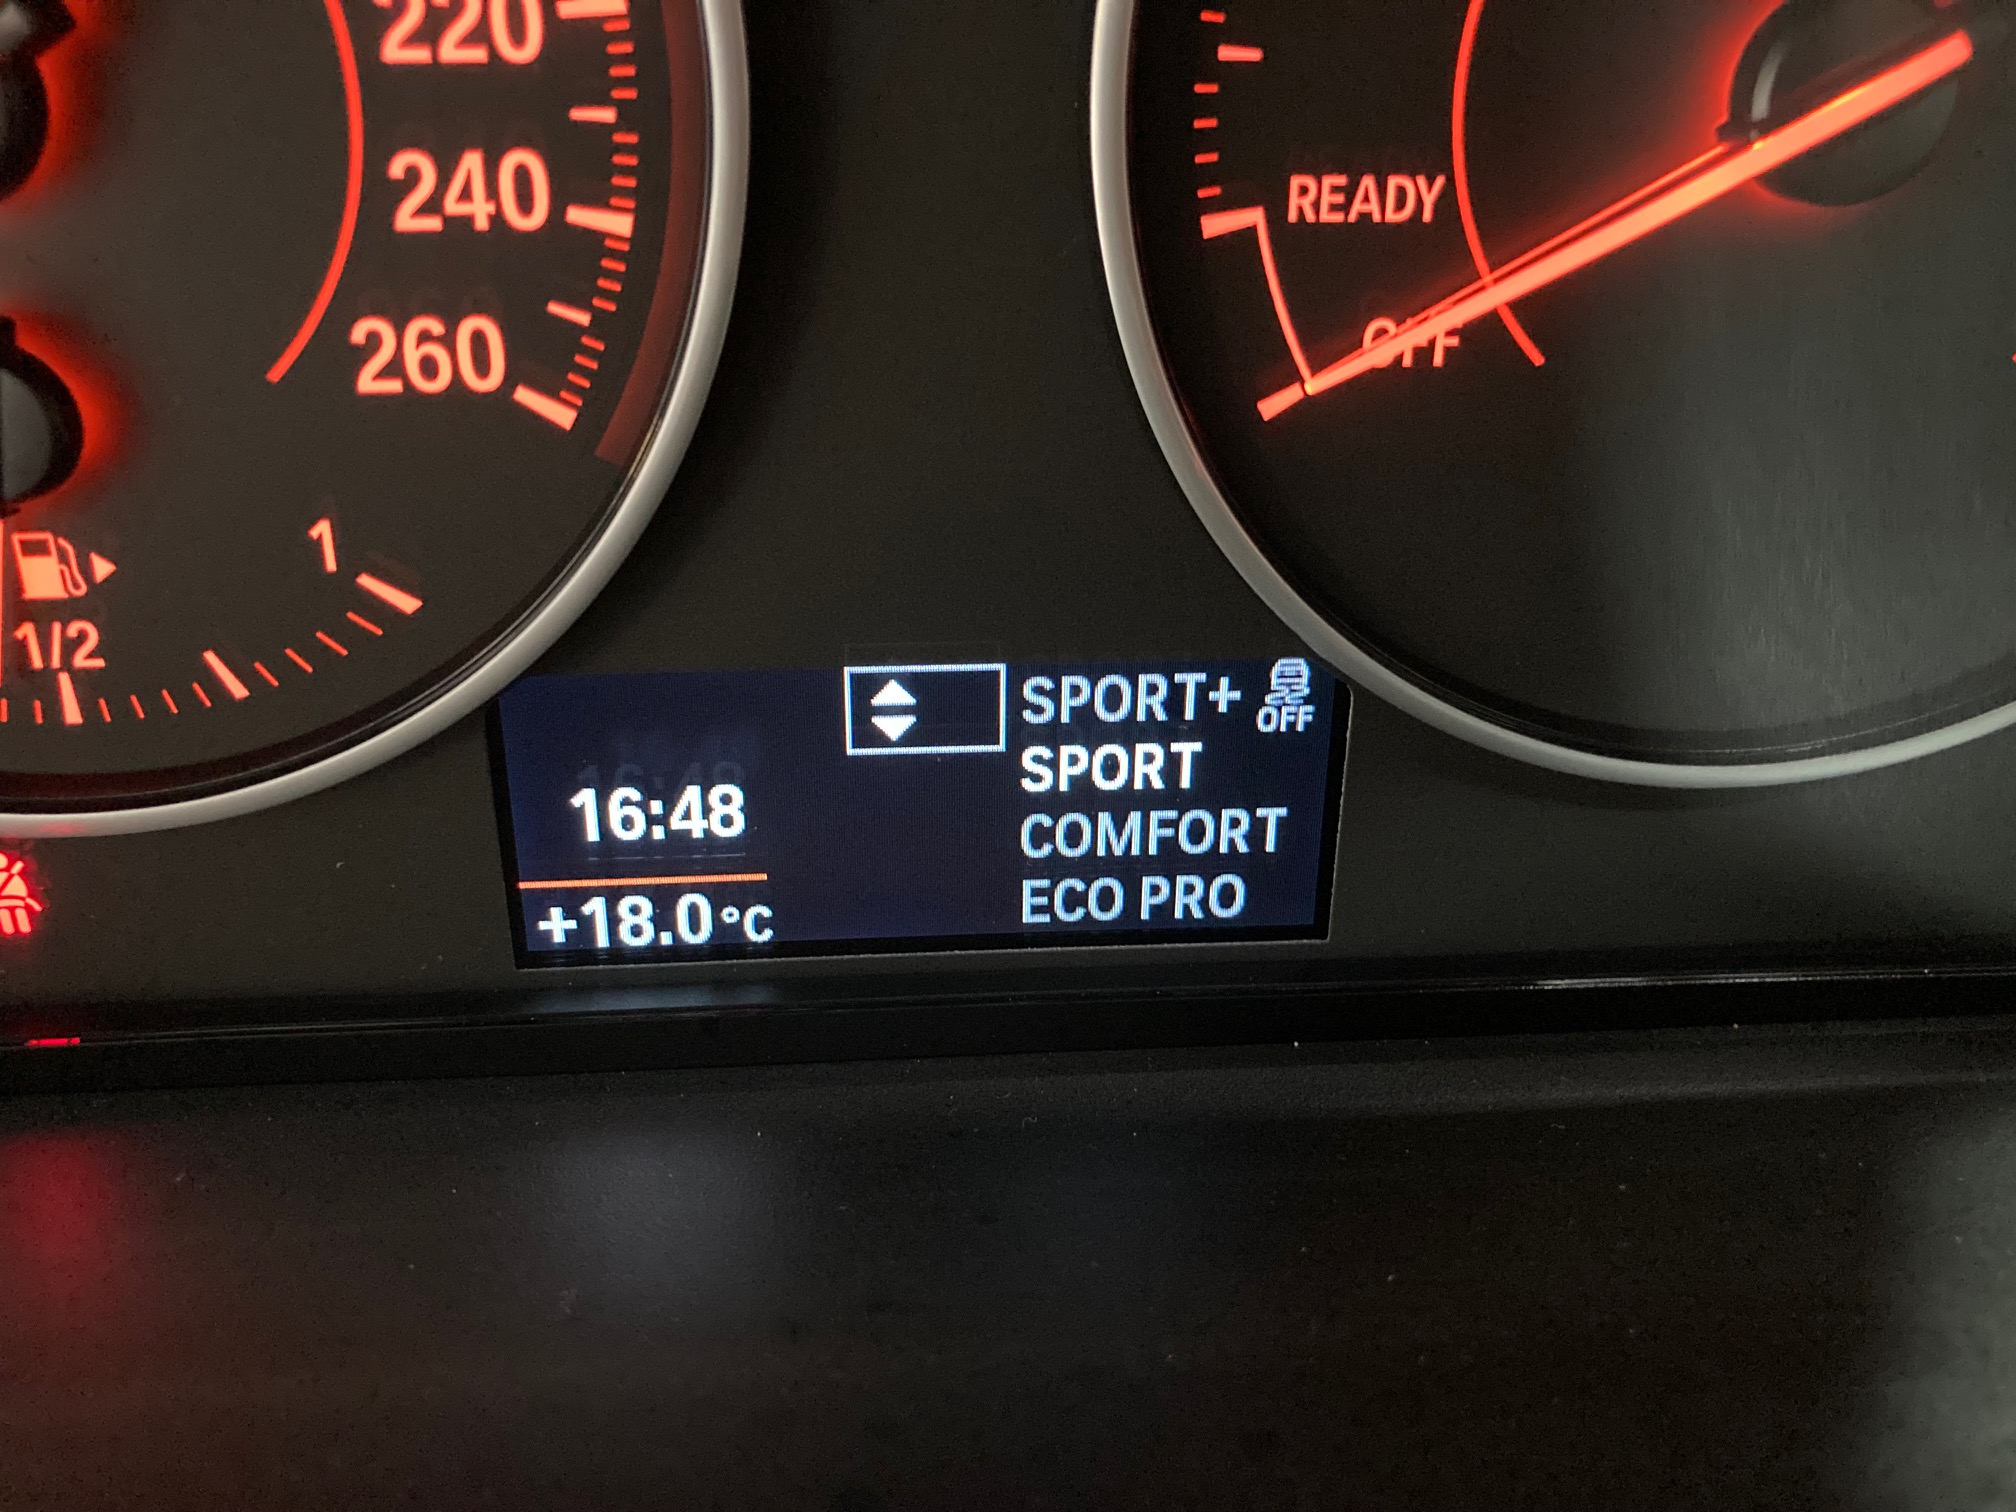 220
240
260
READY
OFF
1
1/2
SPORT+
OFF
SPORT
16:48
COMFORT
ECO PRO
+18.0°C